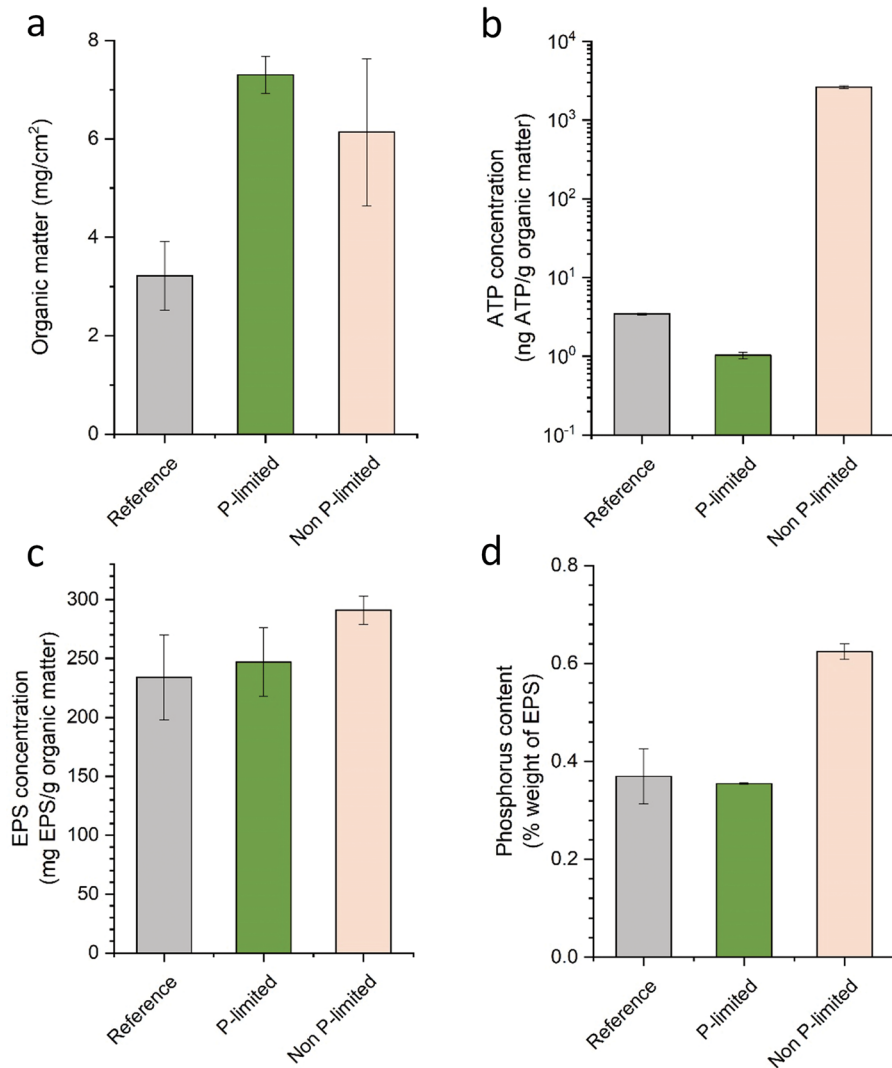 a
Organic matter (mg/cm²)
8
6
4
2
0
Reference
P-limited
Non P-limited
b
ATP concentration
(ng ATP/g organic matter)
10⁴
10³
10²
10¹
10⁰
10⁻¹
Reference
P-limited
Non P-limited
c
EPS concentration
(mg EPS/g organic matter)
300
250
200
150
100
50
0
Reference
P-limited
Non P-limited
d
Phosphorus content
(% weight of EPS)
0.8
0.6
0.4
0.2
0.0
Reference
P-limited
Non P-limited